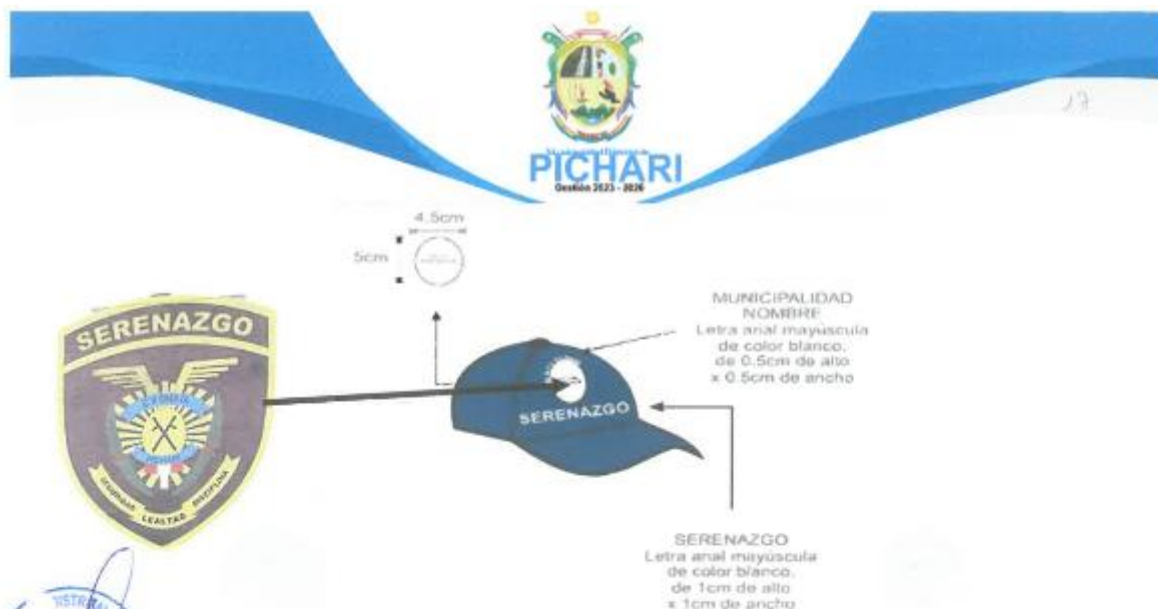 17
PICHARI
Gestión 2023 - 2026
4.5cm
5cm
MUNICIPALIDAD
NOMBRE
Letra arial mayúscula
de color blanco,
de 0.5cm de alto
x 0.5cm de ancho
SERENAZGO
PICHARI
SEGURIDAD LEALTAD DISCIPLINA
SERENAZGO
SERENAZGO
Letra arial mayúscula
de color blanco,
de 1cm de alto
x 1cm de ancho